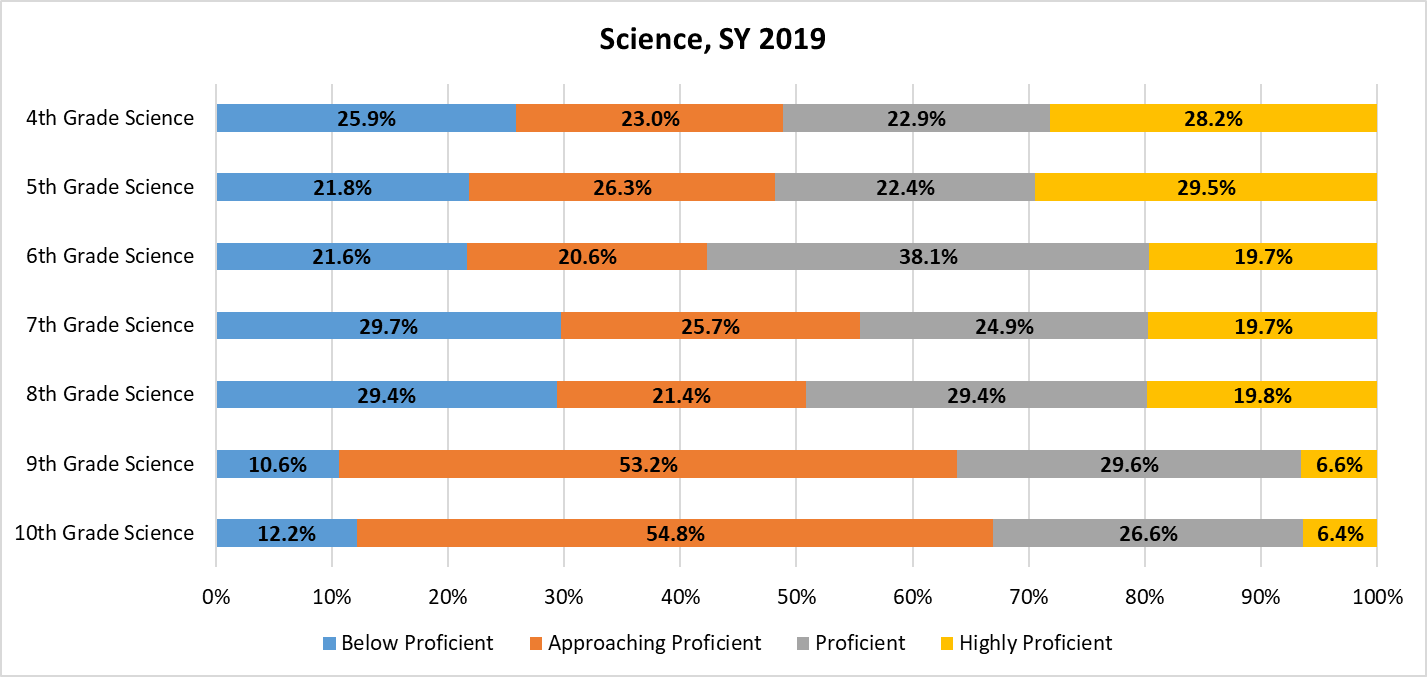 Science, SY 2019
4th Grade Science 25.9% 23.0% 22.9% 28.2%
5th Grade Science 21.8% 26.3% 22.4% 29.5%
6th Grade Science 21.6% 20.6% 38.1% 19.7%
7th Grade Science 29.7% 25.7% 24.9% 19.7%
8th Grade Science 29.4% 21.4% 29.4% 19.8%
9th Grade Science 10.6% 53.2% 29.6% 6.6%
10th Grade Science 12.2% 54.8% 26.6% 6.4%
0% 10% 20% 30% 40% 50% 60% 70% 80% 90% 100%
Below Proficient Approaching Proficient Proficient Highly Proficient